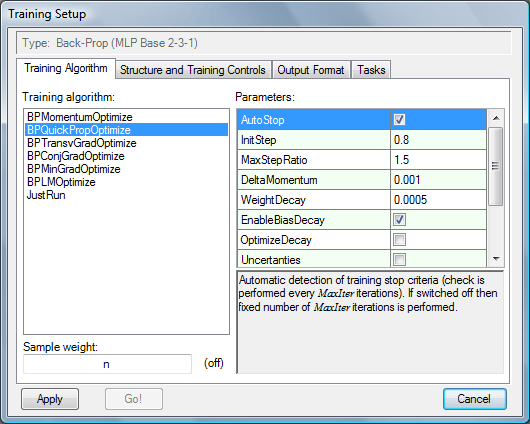 Training Setup
Type: Back-Prop (MLP Base 2-3-1)
Training Algorithm Structure and Training Controls Output Format Tasks
Training algorithm:
BPMomentumOptimize
BPQuickPropOptimize
BPTransvGradOptimize
BPConjGradOptimize
BPMinGradOptimize
BPLMOptimize
JustRun
Sample weight:
n (off)
Parameters:
AutoStop
InitStep 0.8
MaxStepRatio 1.5
DeltaMomentum 0.001
WeightDecay 0.0005
EnableBiasDecay
OptimizeDecay
Uncertanties
Automatic detection of training stop criteria (check is
performed every MaxIter iterations). If switched off then
fixed number of MaxIter iterations is performed.
Apply Go! Cancel